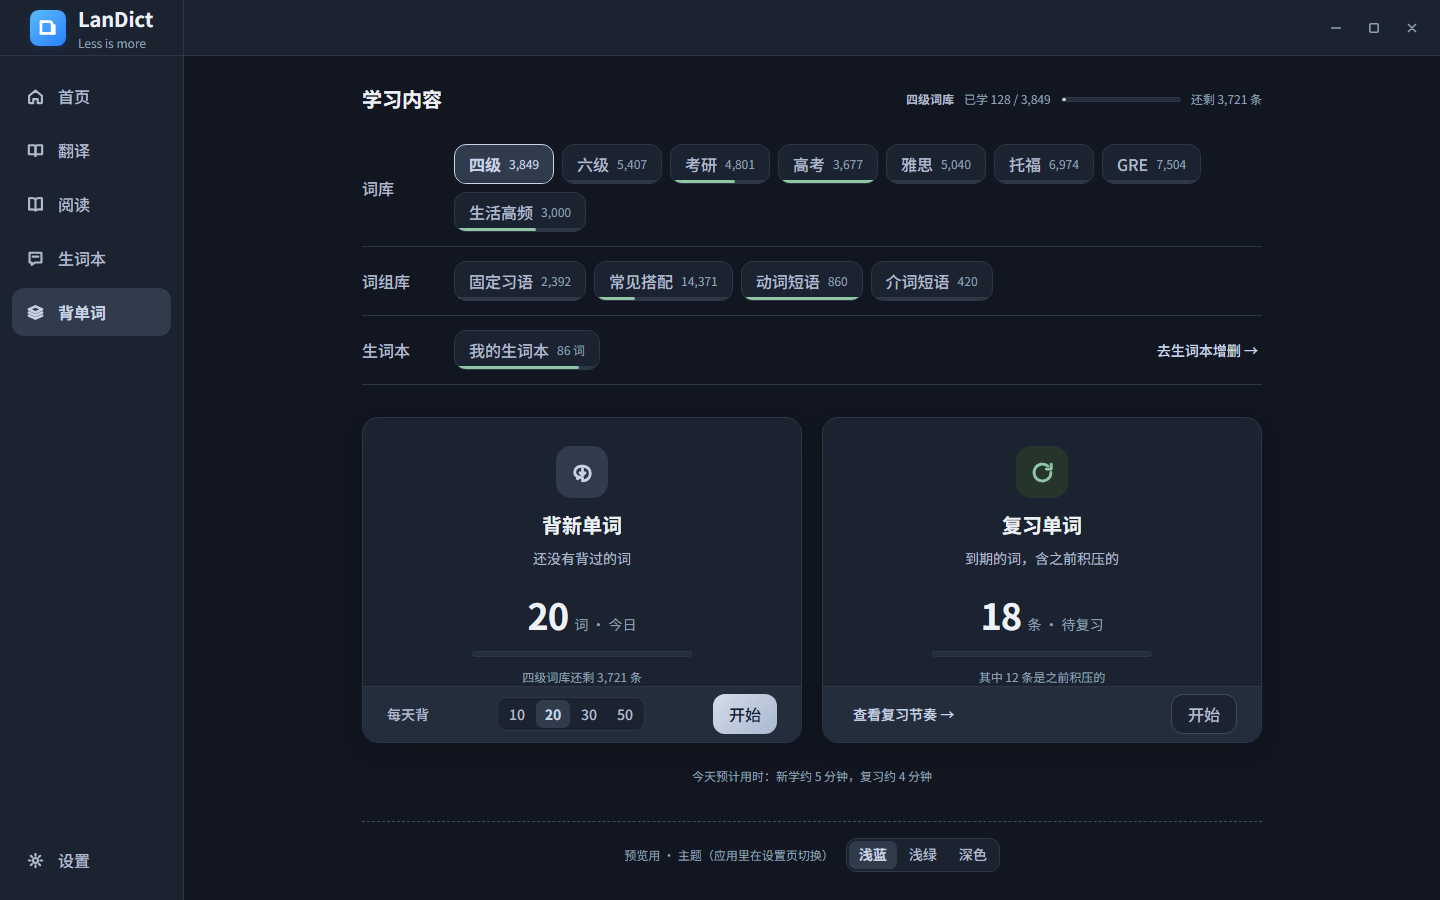 LanDict
Less is more
首页
翻译
阅读
生词本
背单词
设置
学习内容
四级词库 已学 128 / 3,849 还剩 3,721 条
词库
四级 3,849 六级 5,407 考研 4,801 高考 3,677 雅思 5,040 托福 6,974 GRE 7,504
生活高频 3,000
词组库 固定习语 2,392 常见搭配 14,371 动词短语 860 介词短语 420
生词本 我的生词本 86 词 去生词本增删 →
背新单词
还没有背过的词
20 词 · 今日
四级词库还剩 3,721 条
每天背 10 20 30 50 开始
复习单词
到期的词，含之前积压的
18 条 · 待复习
其中 12 条是之前积压的
查看复习节奏 → 开始
今天预计用时：新学约 5 分钟，复习约 4 分钟
预览用 · 主题（应用里在设置页切换） 浅蓝 浅绿 深色